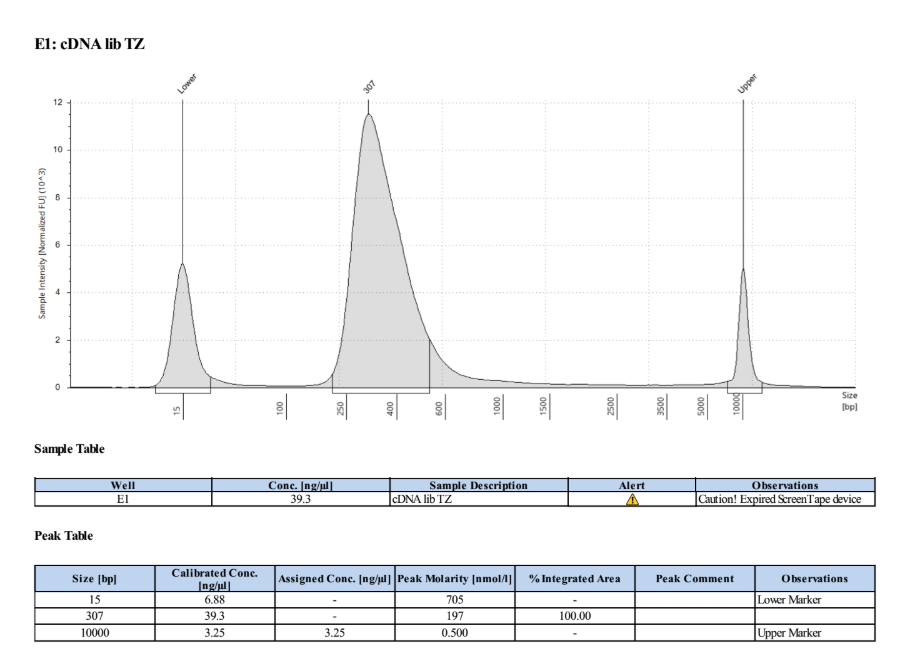 E1: cDNA lib TZ
Lower 307 Upper
12
10
8
6
4
2
0
Sample Intensity [Normalized FU] (10^3)
15 100 250 400 600 1000 1500 2500 3500 5000 10000
Size
[bp]
Sample Table
Well Conc. [ng/µl] Sample Description Alert Observations
E1 39.3 cDNA lib TZ Caution! Expired ScreenTape device
Peak Table
Size [bp] Calibrated Conc. [ng/µl] Assigned Conc. [ng/µl] Peak Molarity [nmol/l] % Integrated Area Peak Comment Observations
15 6.88 - 705 - Lower Marker
307 39.3 - 197 100.00
10000 3.25 3.25 0.500 - Upper Marker